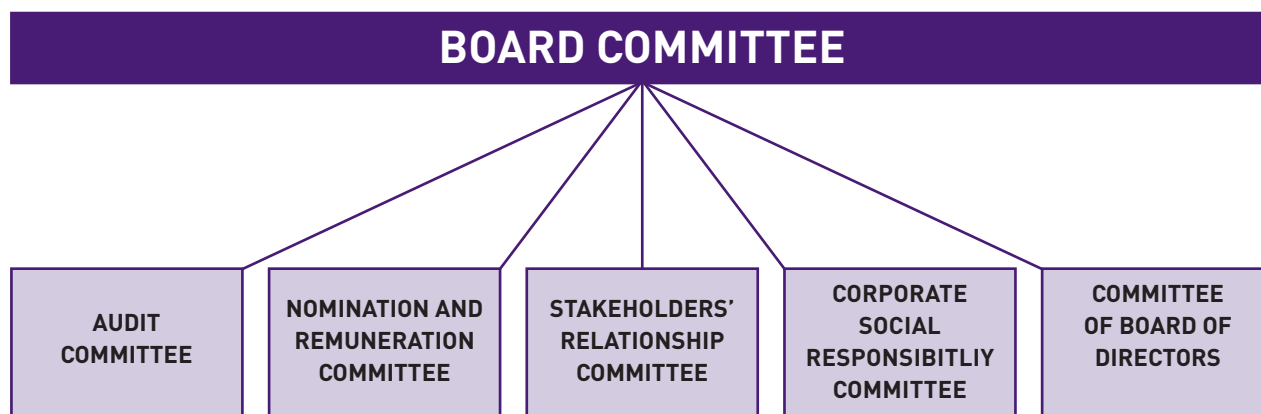 BOARD COMMITTEE
AUDIT
COMMITTEE
NOMINATION AND
REMUNERATION
COMMITTEE
STAKEHOLDERS’
RELATIONSHIP
COMMITTEE
CORPORATE
SOCIAL
RESPONSIBITLIY
COMMITTEE
COMMITTEE
OF BOARD OF
DIRECTORS